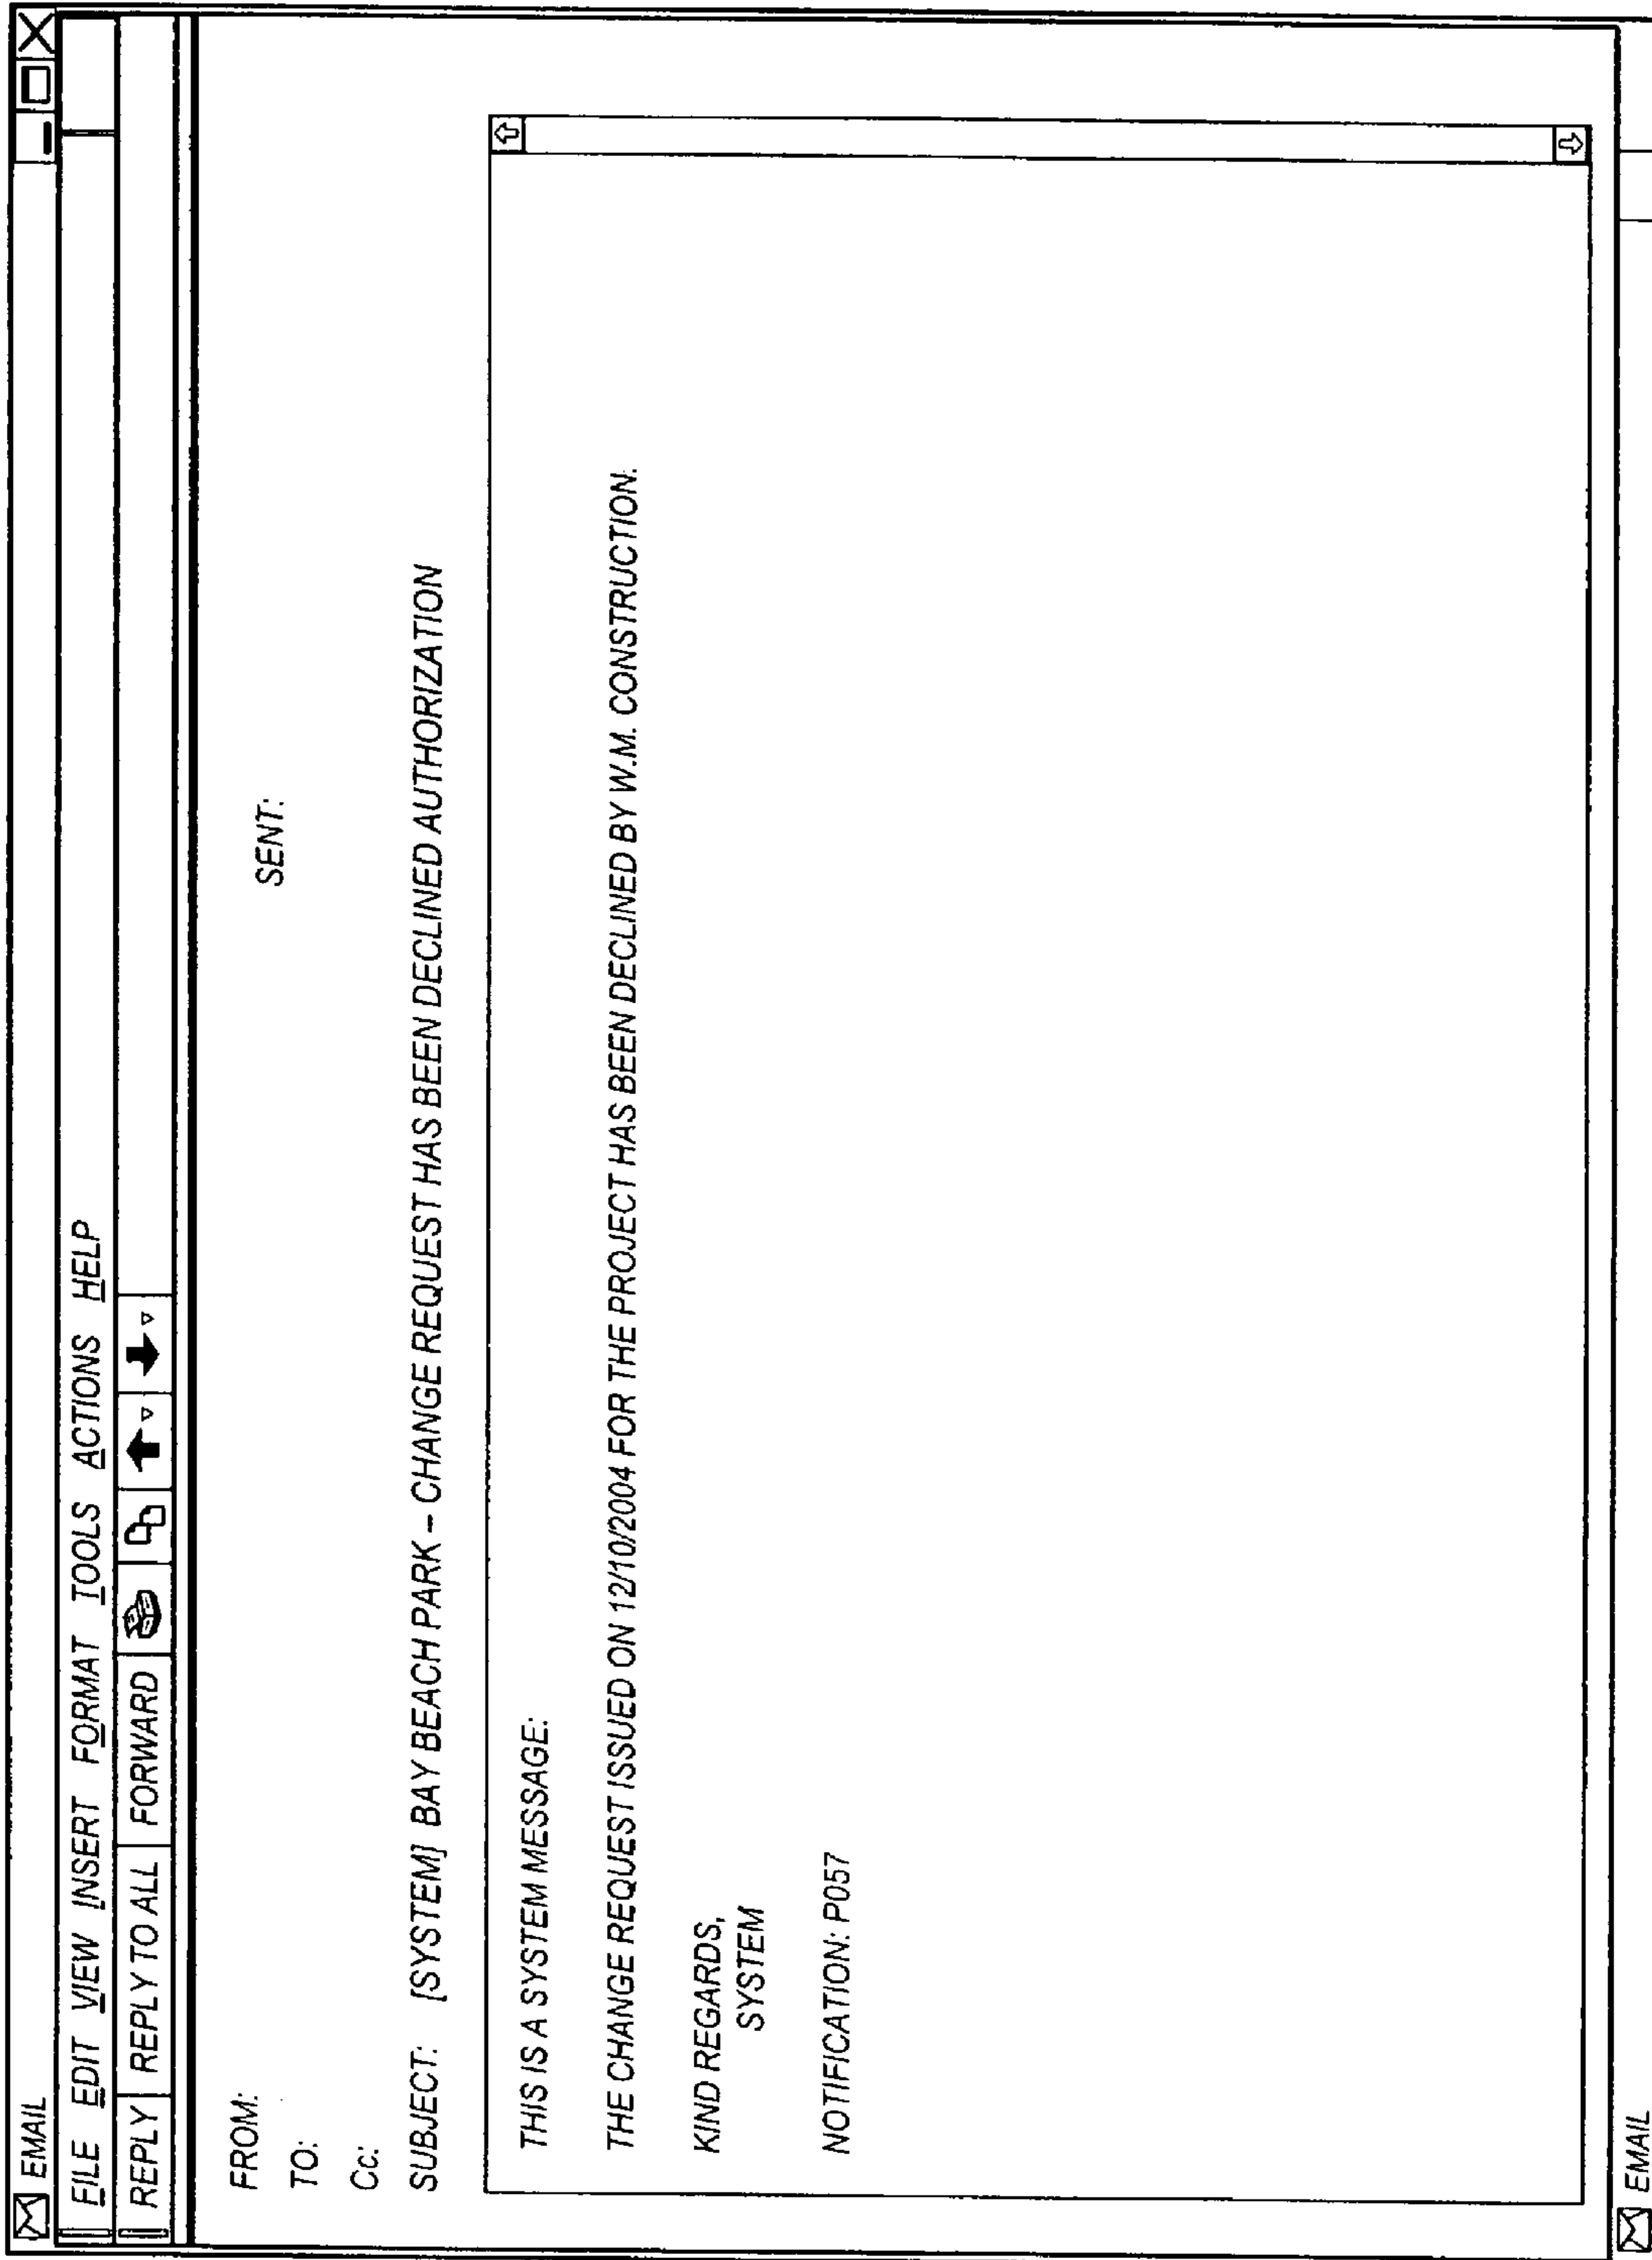 EMAIL
FILE EDIT VIEW INSERT FORMAT TOOLS ACTIONS HELP
REPLY REPLY TO ALL FORWARD
FROM:
SENT:
TO:
Cc:
SUBJECT: [SYSTEM] BAY BEACH PARK – CHANGE REQUEST HAS BEEN DECLINED AUTHORIZATION
THIS IS A SYSTEM MESSAGE:
THE CHANGE REQUEST ISSUED ON 12/10/2004 FOR THE PROJECT HAS BEEN DECLINED BY W.M. CONSTRUCTION.
KIND REGARDS,
SYSTEM
NOTIFICATION: P057
EMAIL